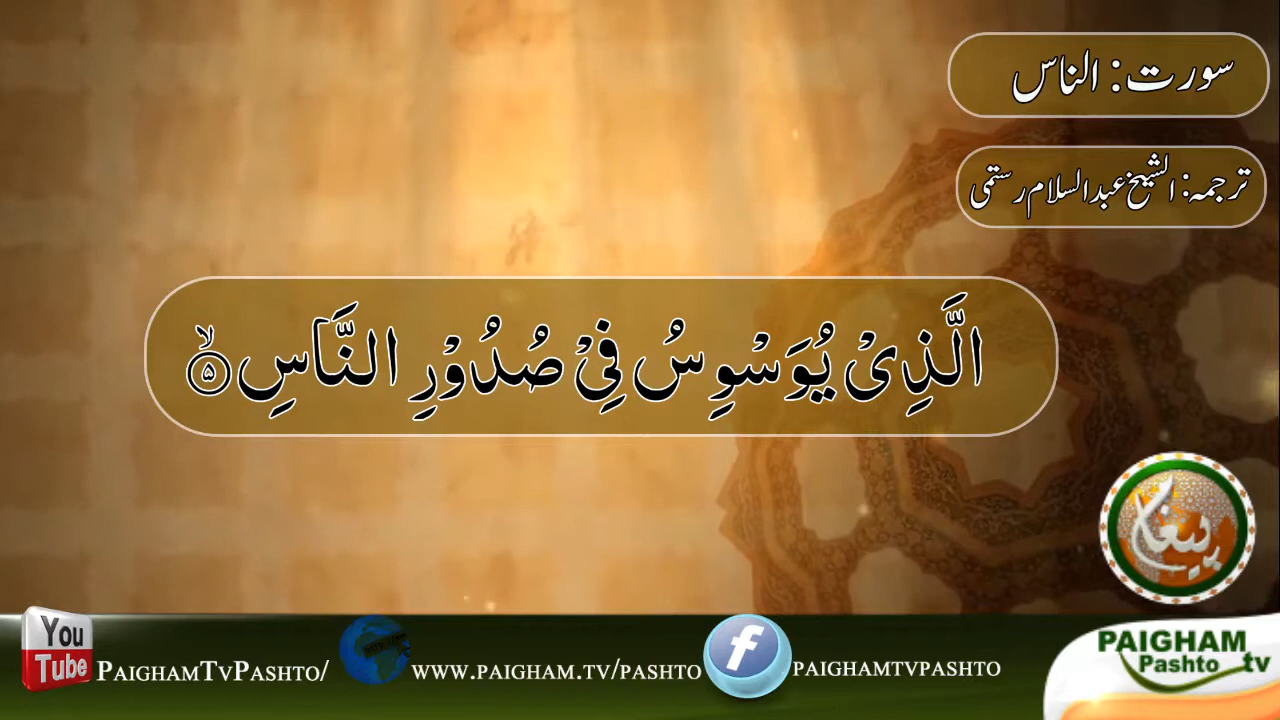 سورت: الناس
ترجمہ: الشیخ عبدالسلام رستمی
الَّذِیْ یُوَسْوِسُ فِیْ صُدُوْرِ النَّاسِ ۙ۝۵
پیغام
You Tube PAIGHAMTVPASHTO/ WWW.PAIGHAM.TV/PASHTO f PAIGHAMTVPASHTO
PAIGHAM
Pashto tv